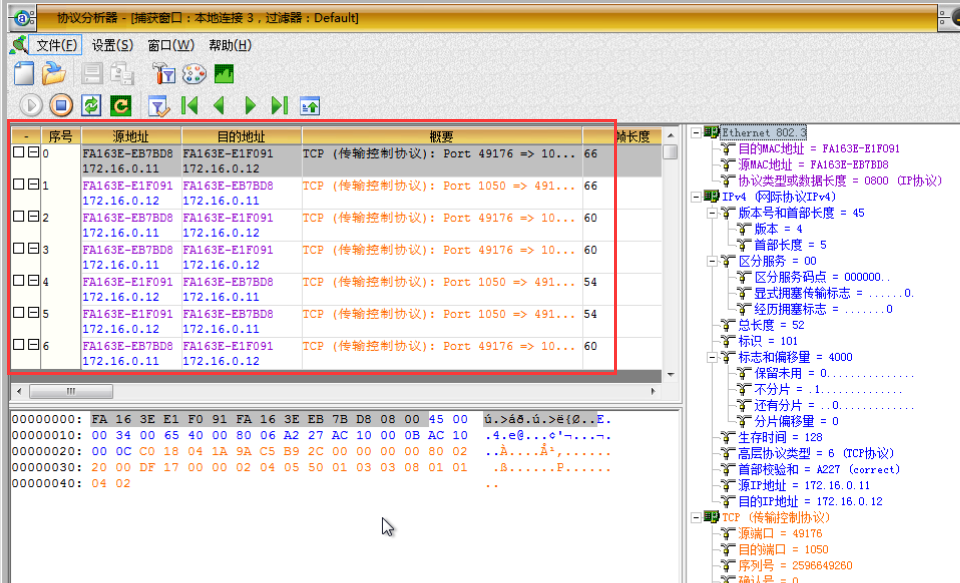 协议分析器 - [捕获窗口：本地连接 3，过滤器：Default]
文件(F) 设置(S) 窗口(W) 帮助(H)
- 序号 源地址 目的地址 概要 帧长度
0 FA163E-EB7BD8 FA163E-E1F091 TCP (传输控制协议): Port 49176 => 10... 66
172.16.0.11 172.16.0.12
1 FA163E-E1F091 FA163E-EB7BD8 TCP (传输控制协议): Port 1050 => 491... 66
172.16.0.12 172.16.0.11
2 FA163E-EB7BD8 FA163E-E1F091 TCP (传输控制协议): Port 49176 => 10... 60
172.16.0.11 172.16.0.12
3 FA163E-EB7BD8 FA163E-E1F091 TCP (传输控制协议): Port 49176 => 10... 60
172.16.0.11 172.16.0.12
4 FA163E-E1F091 FA163E-EB7BD8 TCP (传输控制协议): Port 1050 => 491... 54
172.16.0.12 172.16.0.11
5 FA163E-E1F091 FA163E-EB7BD8 TCP (传输控制协议): Port 1050 => 491... 54
172.16.0.12 172.16.0.11
6 FA163E-EB7BD8 FA163E-E1F091 TCP (传输控制协议): Port 49176 => 10... 60
172.16.0.11 172.16.0.12
00000000: FA 16 3E E1 F0 91 FA 16 3E EB 7B D8 08 00 45 00 ú.>áð.ú.>ë{Ø..E.
00000010: 00 34 00 65 40 00 80 06 A2 27 AC 10 00 0B AC 10 .4.e@...¢'¬...¬.
00000020: 00 0C C0 18 04 1A 9A C5 B9 2C 00 00 00 00 80 02 ..À....Å¹,......
00000030: 20 00 DF 17 00 00 02 04 05 50 01 03 03 08 01 01 .ß......P......
00000040: 04 02 ..
Ethernet 802.3
目的MAC地址 = FA163E-E1F091
源MAC地址 = FA163E-EB7BD8
协议类型或数据长度 = 0800 (IP协议)
IPv4 (网际协议IPv4)
版本号和首部长度 = 45
版本 = 4
首部长度 = 5
区分服务 = 00
区分服务码点 = 000000..
显式拥塞传输标志 = ......0.
经历拥塞标志 = .......0
总长度 = 52
标识 = 101
标志和偏移量 = 4000
保留未用 = 0...............
不分片 = .1..............
还有分片 = ..0.............
分片偏移量 = 0
生存时间 = 128
高层协议类型 = 6 (TCP协议)
首部校验和 = A227 (correct)
源IP地址 = 172.16.0.11
目的IP地址 = 172.16.0.12
TCP (传输控制协议)
源端口 = 49176
目的端口 = 1050
序列号 = 2596649260
确认号 = 0